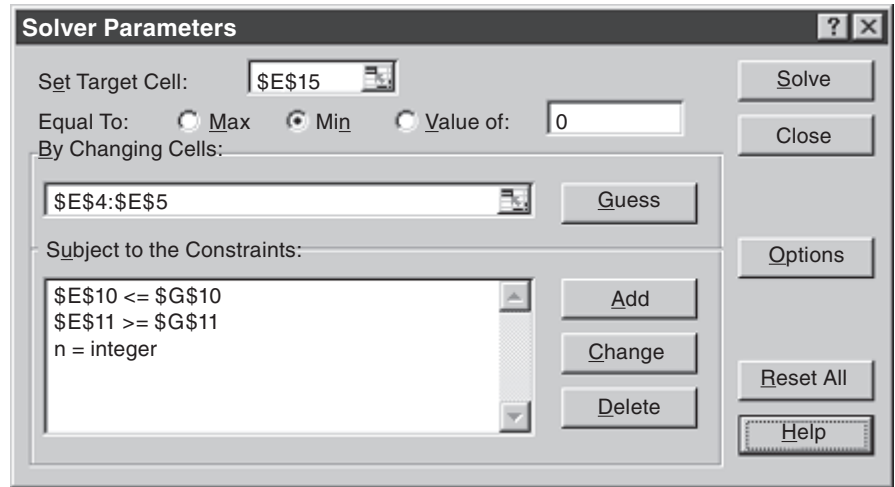 Solver Parameters
Set Target Cell: $E$15
Solve
Equal To: Max Min Value of: 0
Close
By Changing Cells:
$E$4:$E$5
Guess
Subject to the Constraints:
Options
$E$10 <= $G$10
Add
$E$11 >= $G$11
n = integer
Change
Reset All
Delete
Help